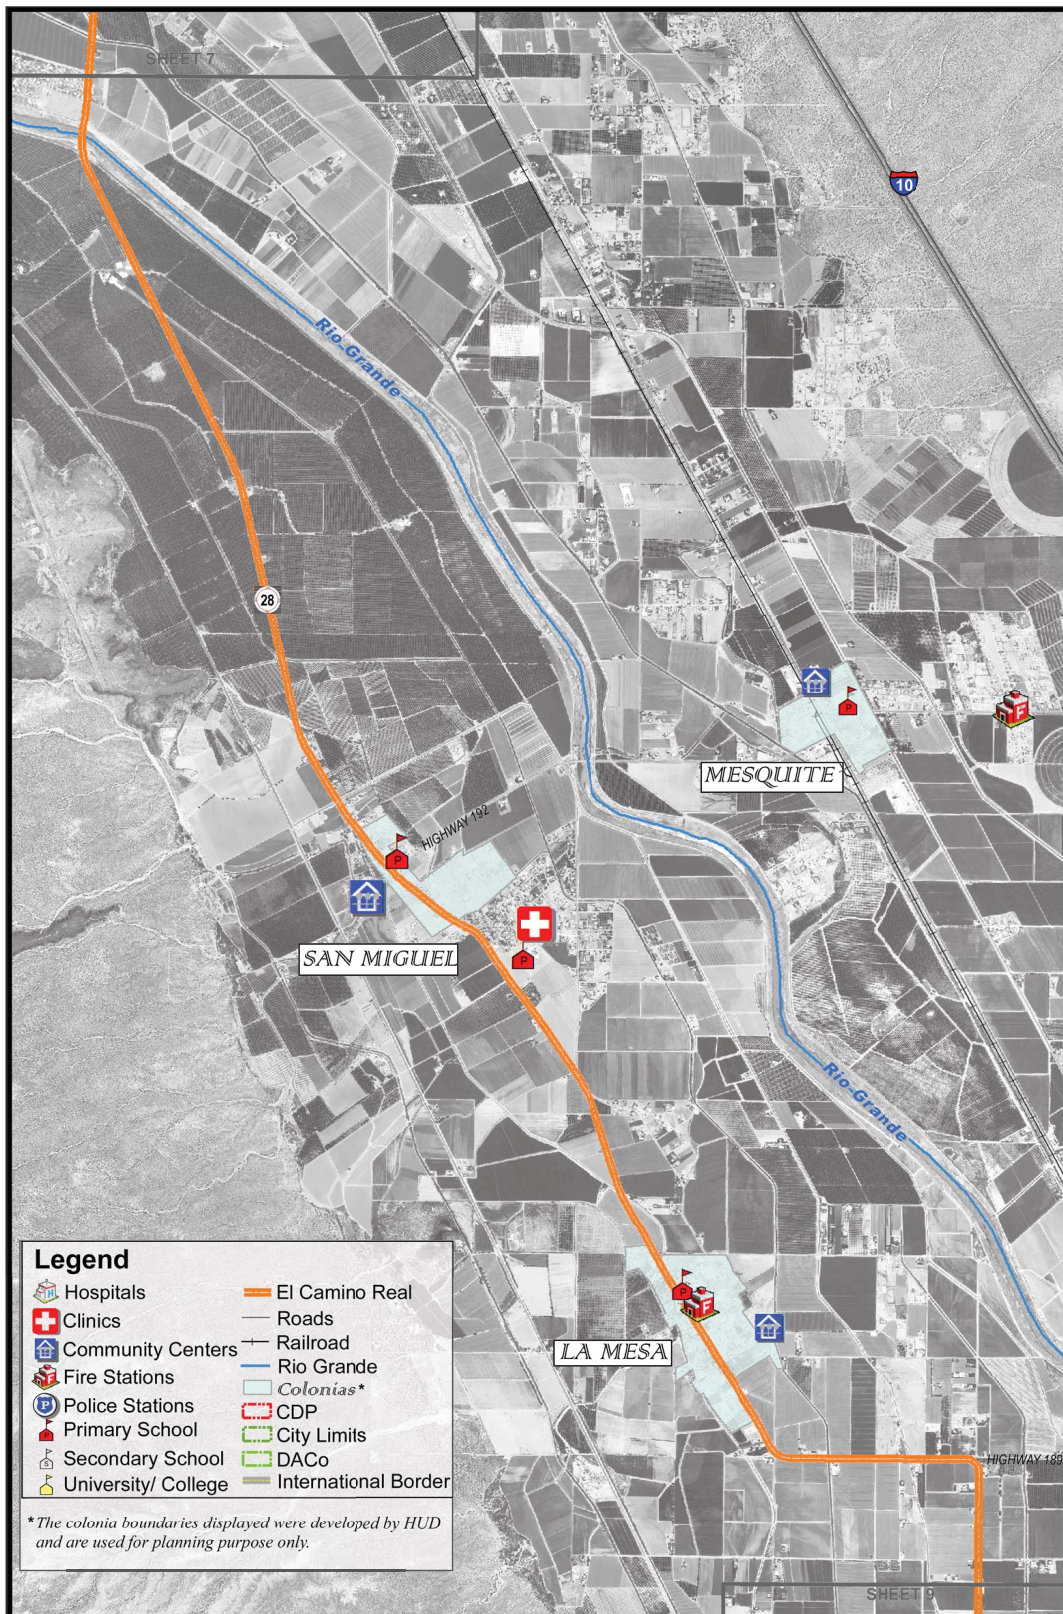 SHEET 7
10
Rio-Grande
28
MESQUITE
HIGHWAY 192
P
P
F
SAN MIGUEL
P
Rio-Grande
P
F
LA MESA
HIGHWAY 189
SHEET 9
Legend
H Hospitals
Clinics
Community Centers
F Fire Stations
P Police Stations
P Primary School
S Secondary School
University/ College
El Camino Real
Roads
Railroad
Rio Grande
Colonias*
CDP
City Limits
DACo
International Border
* The colonia boundaries displayed were developed by HUD
and are used for planning purpose only.